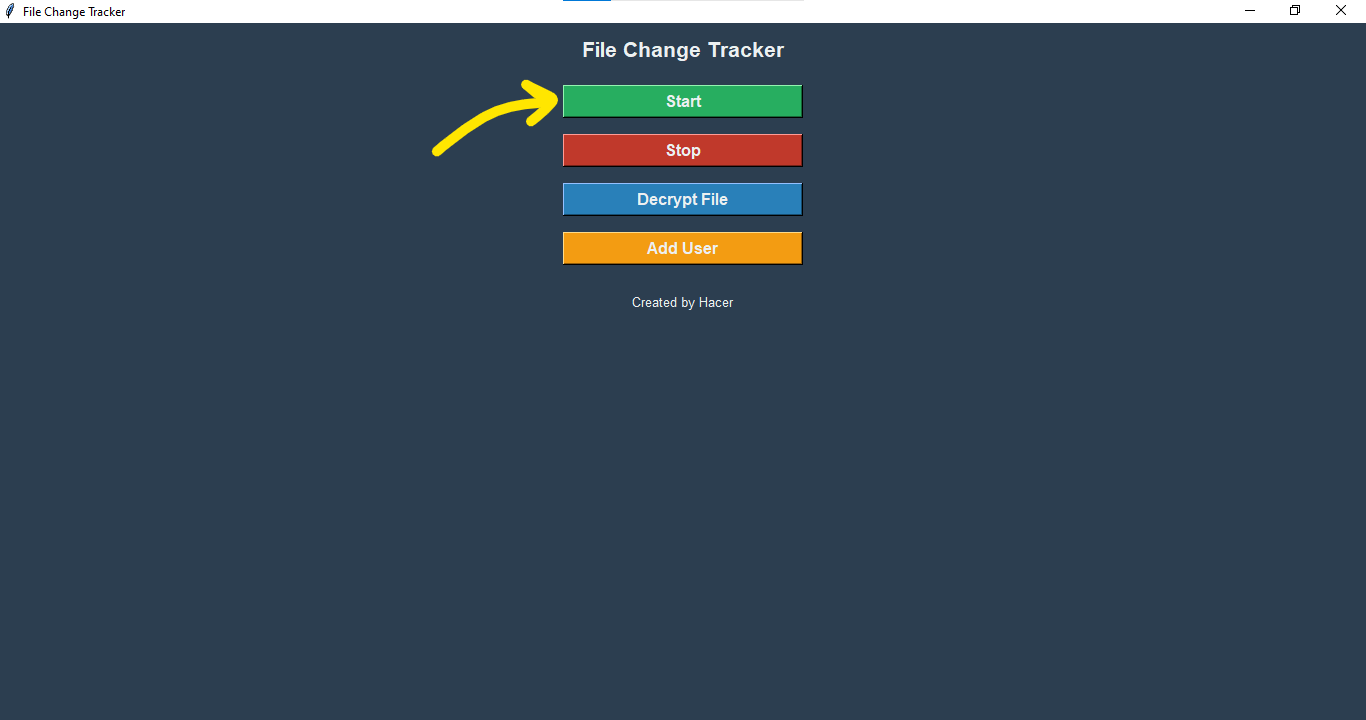 File Change Tracker
File Change Tracker
Start
Stop
Decrypt File
Add User
Created by Hacer